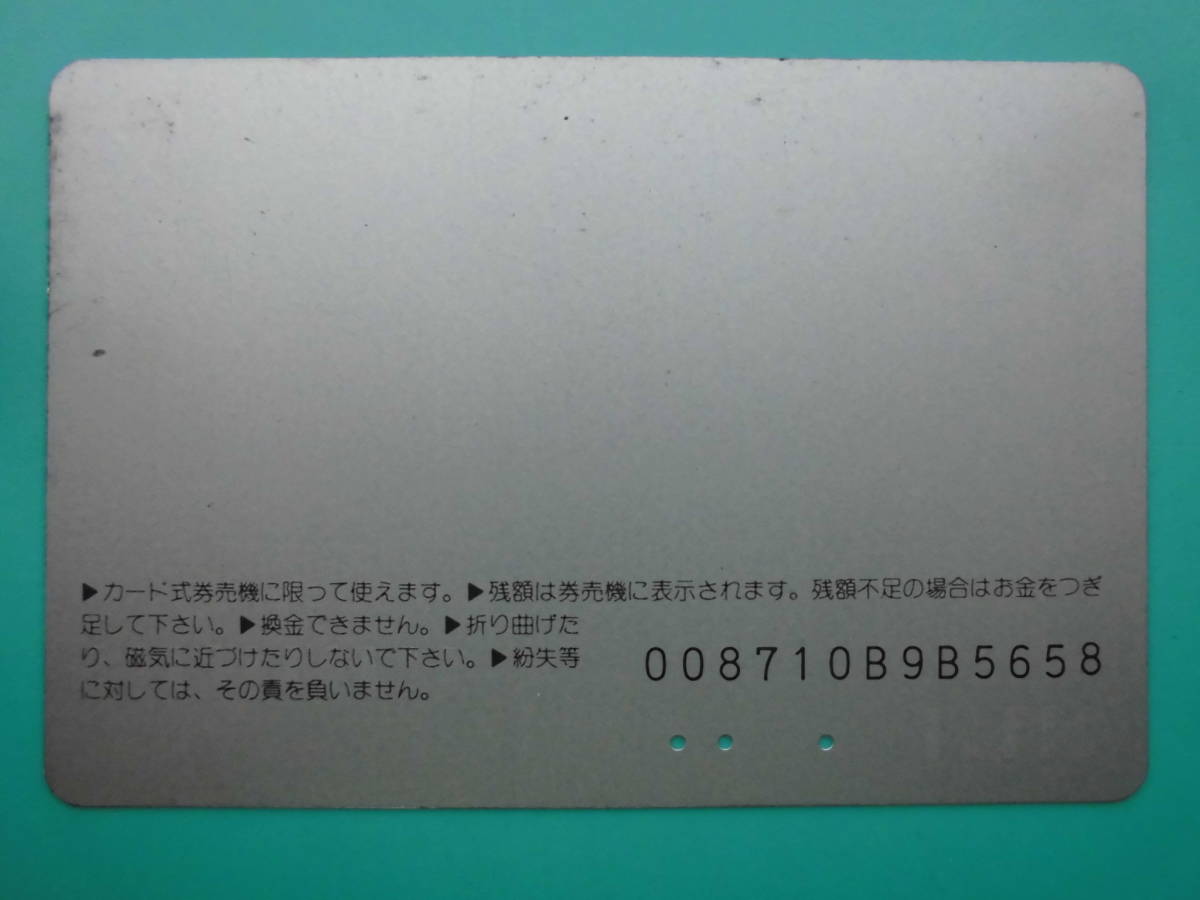 ▶カード式券売機に限って使えます。▶残額は券売機に表示されます。残額不足の場合はお金をつぎ
足して下さい。▶換金できません。▶折り曲げた
り、磁気に近づけたりしないで下さい。▶紛失等
に対しては、その責を負いません。
008710B9B5658